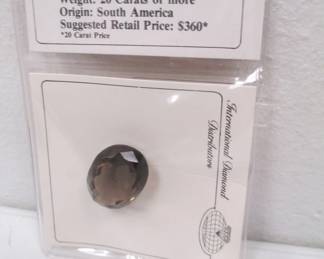 Weight: 20 Carats or more
Origin: South America
Suggested Retail Price: $360*
*20 Carat Price
International Diamond
Distributors